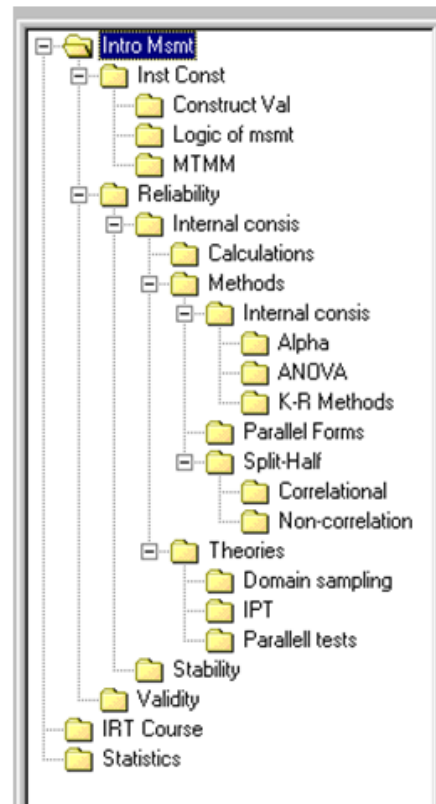 Intro Msmt
Inst Const
Construct Val
Logic of msmt
MTMM
Reliability
Internal consis
Calculations
Methods
Internal consis
Alpha
ANOVA
K-R Methods
Parallel Forms
Split-Half
Correlational
Non-correlation
Theories
Domain sampling
IPT
Parallell tests
Stability
Validity
IRT Course
Statistics